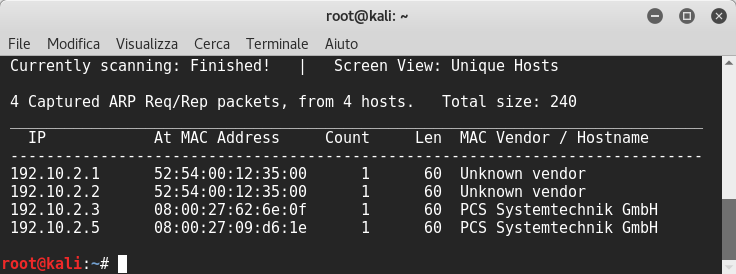 root@kali: ~
File Modifica Visualizza Cerca Terminale Aiuto
Currently scanning: Finished! | Screen View: Unique Hosts
4 Captured ARP Req/Rep packets, from 4 hosts. Total size: 240
IP At MAC Address Count Len MAC Vendor / Hostname
-----------------------------------------------------------------------------
192.10.2.1 52:54:00:12:35:00 1 60 Unknown vendor
192.10.2.2 52:54:00:12:35:00 1 60 Unknown vendor
192.10.2.3 08:00:27:62:6e:0f 1 60 PCS Systemtechnik GmbH
192.10.2.5 08:00:27:09:d6:1e 1 60 PCS Systemtechnik GmbH
root@kali:~#